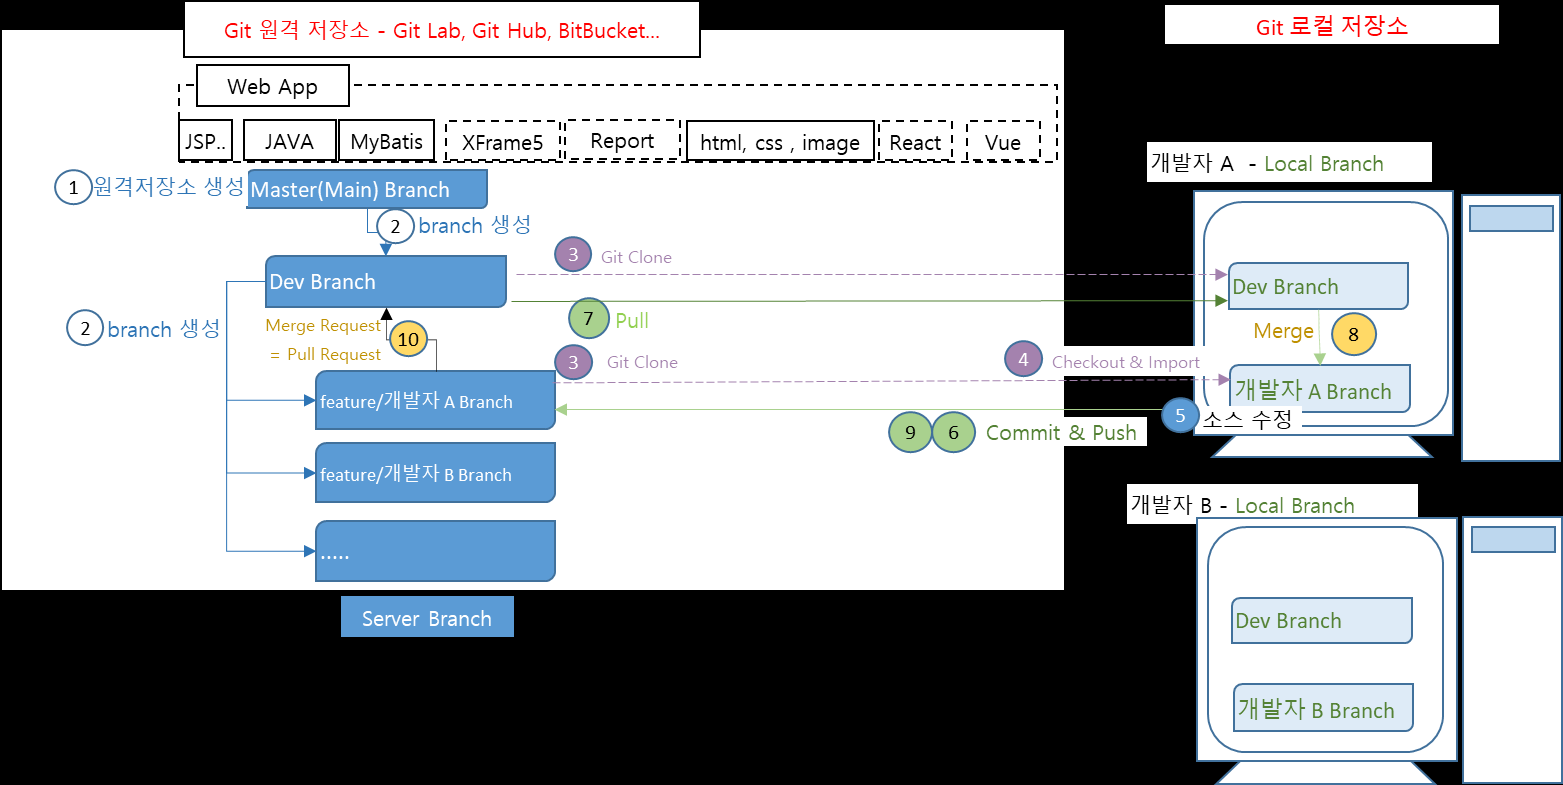 Git 원격 저장소 - Git Lab, Git Hub, BitBucket...
Git 로컬 저장소
Web App
JSP..
JAVA
MyBatis
XFrame5
Report
html, css , image
React
Vue
1
원격저장소 생성
Master(Main) Branch
2
branch 생성
Dev Branch
3
Git Clone
7
Pull
2
branch 생성
Merge Request
= Pull Request
10
3
Git Clone
4
Checkout & Import
feature/개발자 A Branch
9
6
Commit & Push
5
소스 수정
feature/개발자 B Branch
.....
Server Branch
개발자 A - Local Branch
Dev Branch
Merge
8
개발자 A Branch
개발자 B - Local Branch
Dev Branch
개발자 B Branch